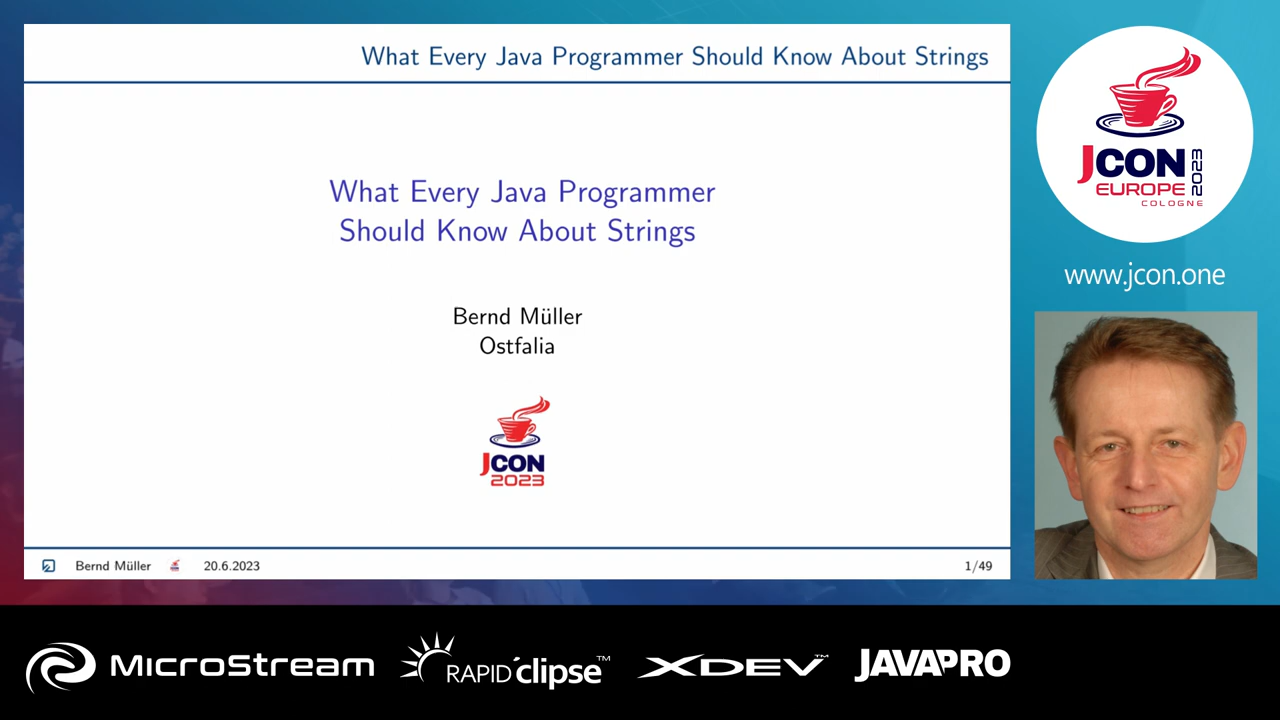 What Every Java Programmer Should Know About Strings
What Every Java Programmer
Should Know About Strings
Bernd Müller
Ostfalia
JCON
2023
Bernd Müller
20.6.2023
1/49
JCON
EUROPE
2023
COLOGNE
www.jcon.one
MicroStream
RAPIDclipse™
XDEV™
JAVAPRO